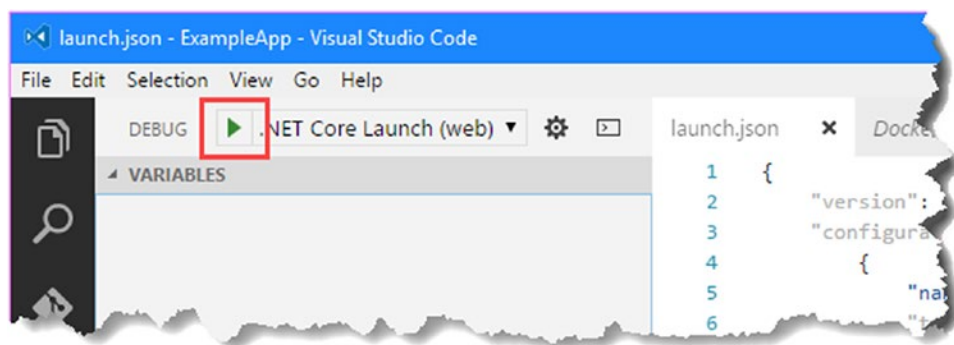 launch.json - ExampleApp - Visual Studio Code
File Edit Selection View Go Help
DEBUG .NET Core Launch (web) launch.json Docke
VARIABLES
1 {
2 "version":
3 "configura
4 {
5 "na
6 "t